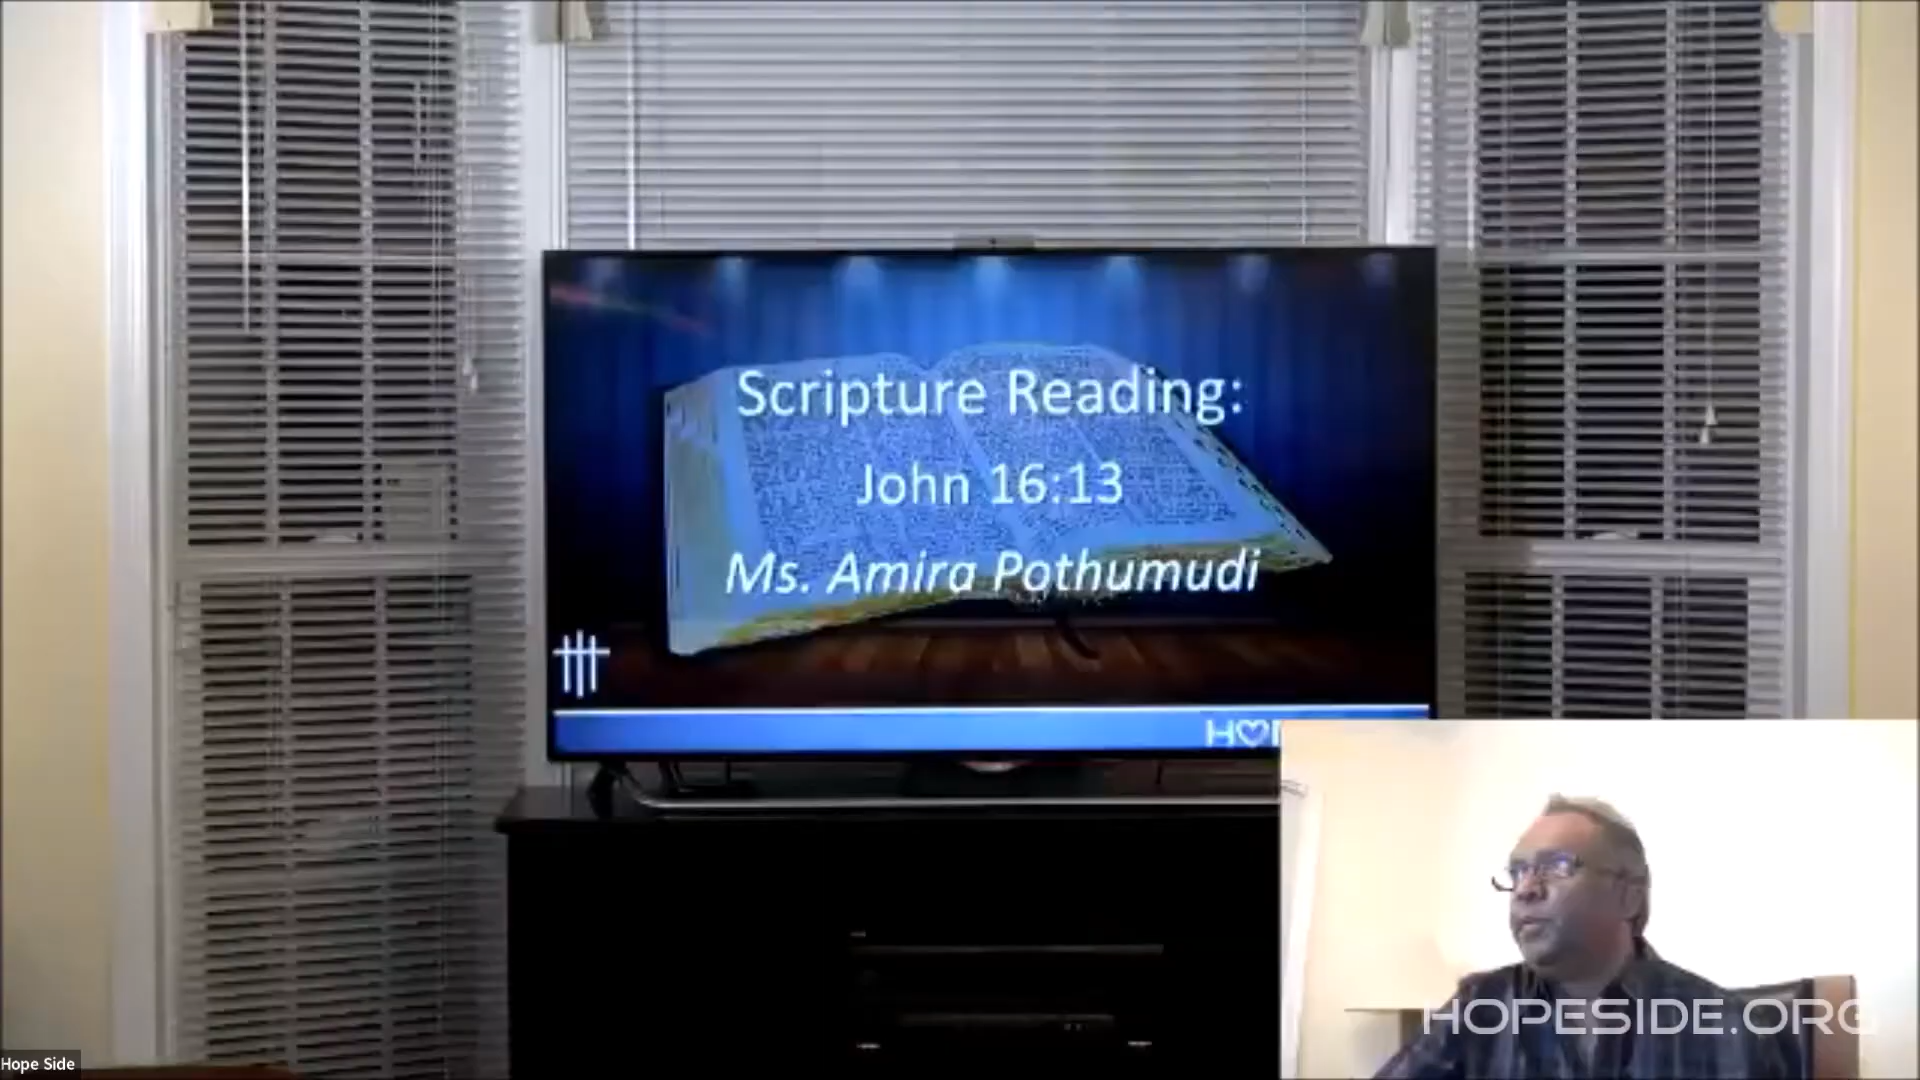 Scripture Reading:
John 16:13
Ms. Amira Pothumudi
HOPESIDE.ORG
Hope Side